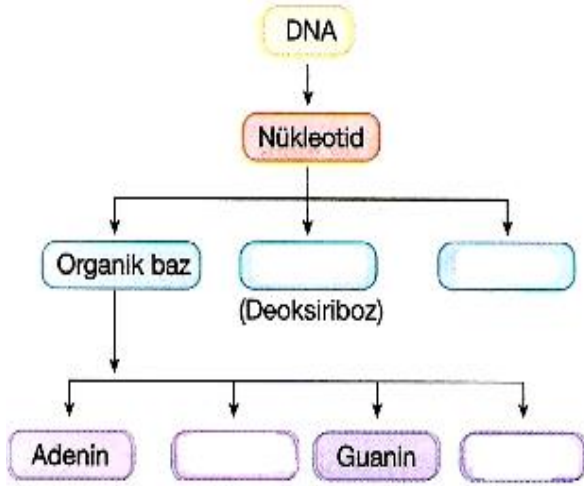 DNA
Nükleotid
Organik baz
(Deoksiriboz)
Adenin
Guanin